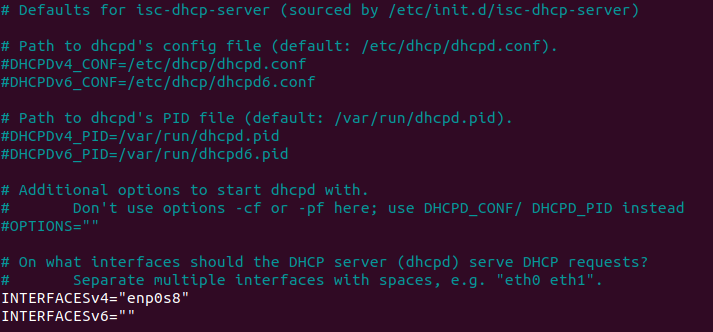 # Defaults for isc-dhcp-server (sourced by /etc/init.d/isc-dhcp-server)
# Path to dhcpd's config file (default: /etc/dhcp/dhcpd.conf).
#DHCPDv4_CONF=/etc/dhcp/dhcpd.conf
#DHCPDv6_CONF=/etc/dhcp/dhcpd6.conf
# Path to dhcpd's PID file (default: /var/run/dhcpd.pid).
#DHCPDv4_PID=/var/run/dhcpd.pid
#DHCPDv6_PID=/var/run/dhcpd6.pid
# Additional options to start dhcpd with.
#       Don't use options -cf or -pf here; use DHCPD_CONF/ DHCPD_PID instead
#OPTIONS=""
# On what interfaces should the DHCP server (dhcpd) serve DHCP requests?
#       Separate multiple interfaces with spaces, e.g. "eth0 eth1".
INTERFACESv4="enp0s8"
INTERFACESv6=""